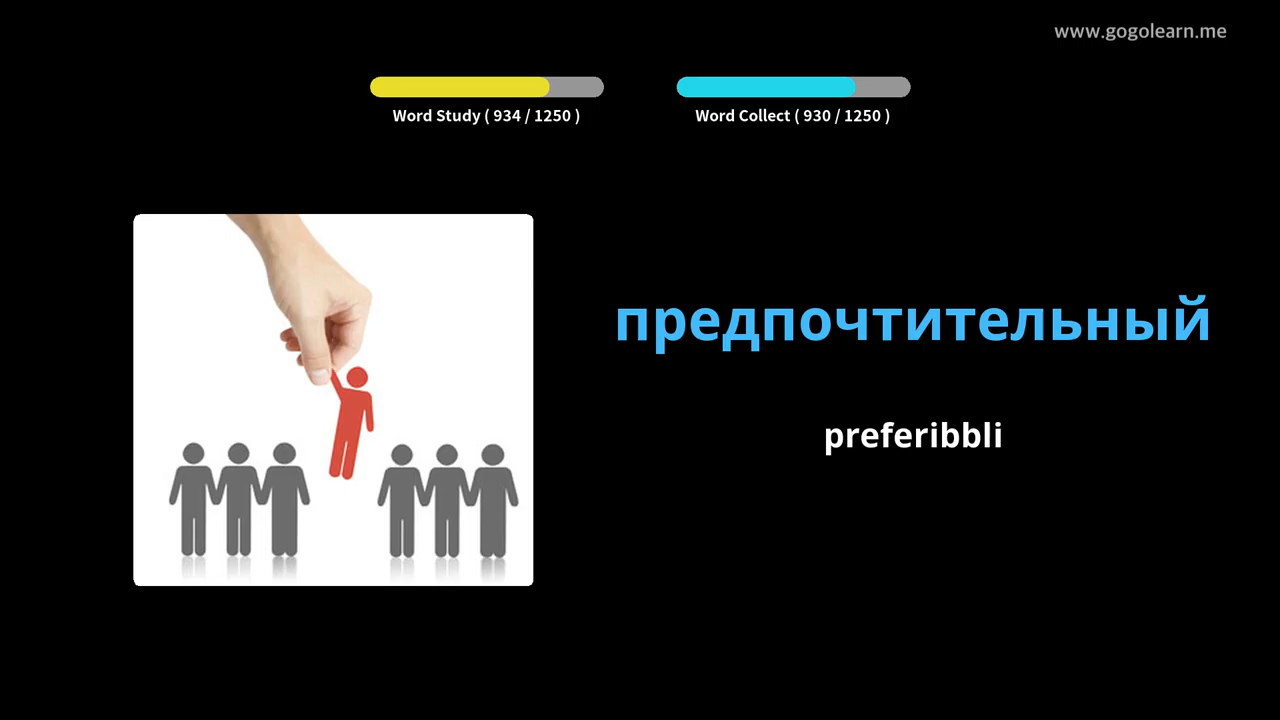 www.gogolearn.me
Word Study ( 934 / 1250 )
Word Collect ( 930 / 1250 )
предпочтительный
preferibbli